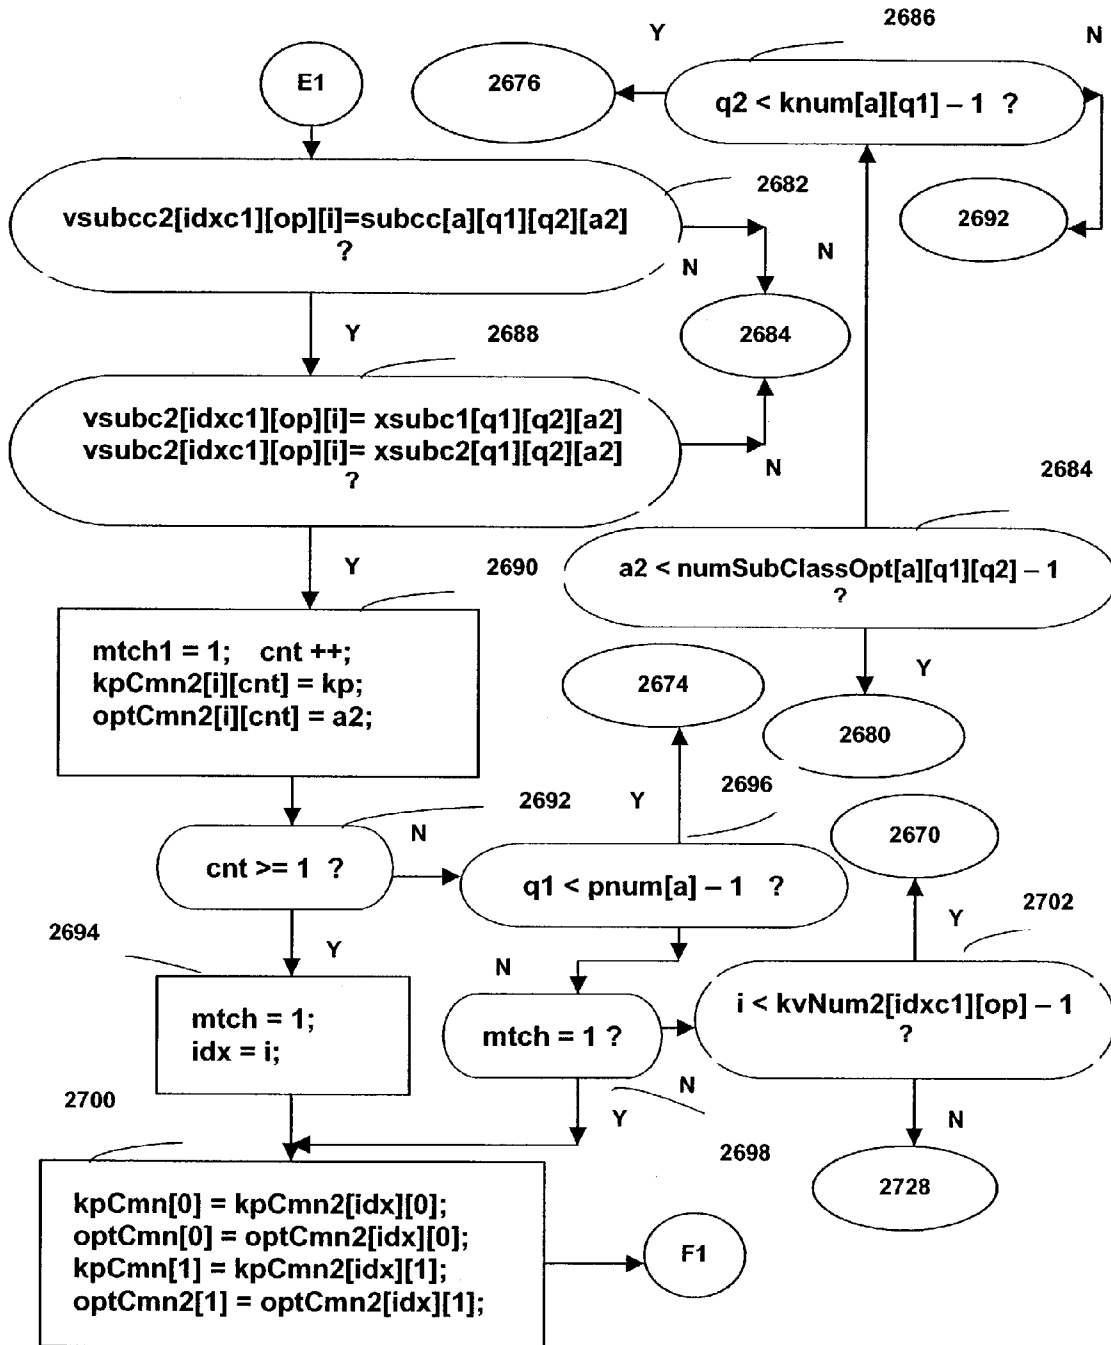 2686
Y
N
E1
2676
q2 < knum[a][q1] – 1 ?
2682
vsubcc2[idxc1][op][i]=subcc[a][q1][q2][a2]
?
2692
N
N
Y
2688
2684
vsubc2[idxc1][op][i]= xsubc1[q1][q2][a2]
vsubc2[idxc1][op][i]= xsubc2[q1][q2][a2]
?
N
2684
Y
2690
a2 < numSubClassOpt[a][q1][q2] – 1
?
mtch1 = 1; cnt ++;
kpCmn2[i][cnt] = kp;
optCmn2[i][cnt] = a2;
2674
Y
2680
2692
N
Y
2696
2670
cnt >= 1 ?
q1 < pnum[a] – 1 ?
2694
Y
N
Y
2702
mtch = 1;
idx = i;
mtch = 1 ?
i < kvNum2[idxc1][op] – 1
?
2700
N
Y
N
2698
2728
kpCmn[0] = kpCmn2[idx][0];
optCmn[0] = optCmn2[idx][0];
kpCmn[1] = kpCmn2[idx][1];
optCmn2[1] = optCmn2[idx][1];
F1